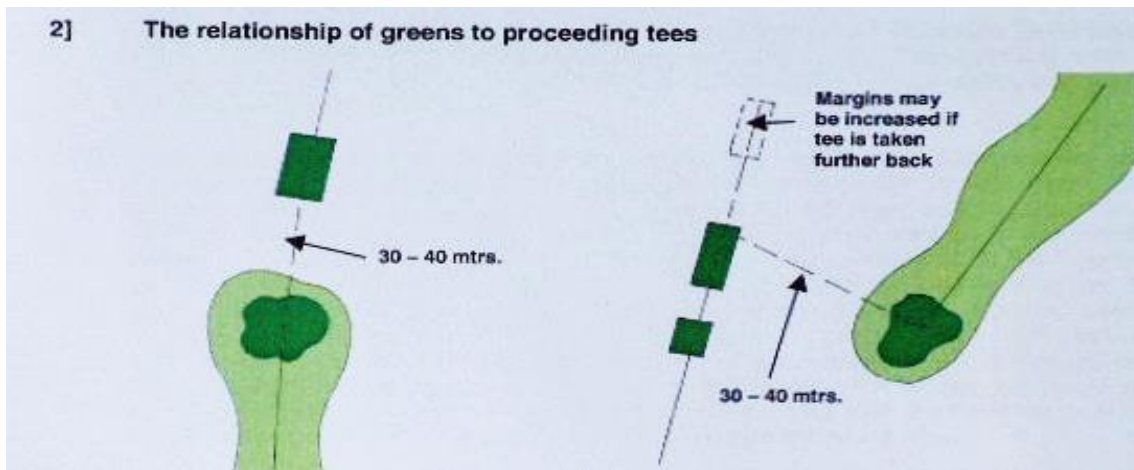 2] The relationship of greens to proceeding tees
Margins may
be increased if
tee is taken
further back
30 – 40 mtrs.
30 – 40 mtrs.